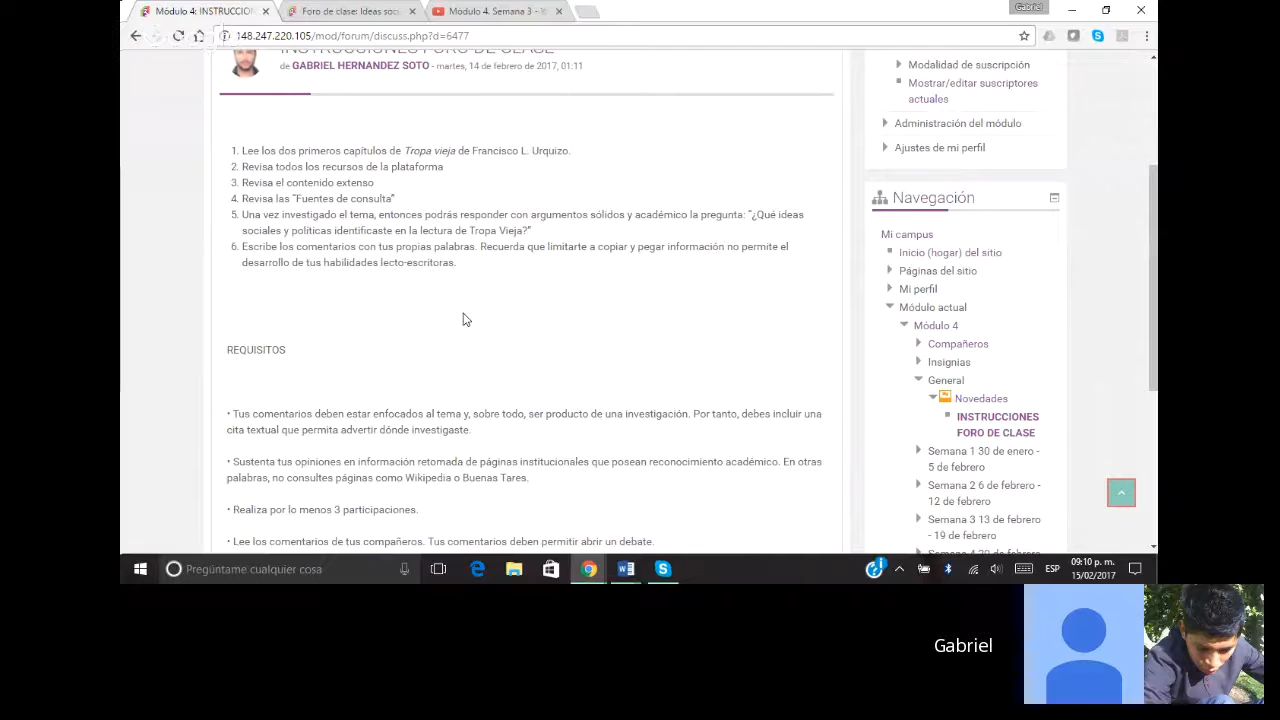 Gabriel
Módulo 4: INSTRUCCION
Foro de clase: Ideas soc
Modulo 4. Semana 3 -
148.247.220.105/mod/forum/discuss.php?d=6477
INSTRUCCIONES FORO DE CLASE
de GABRIEL HERNANDEZ SOTO - martes, 14 de febrero de 2017, 01:11
1. Lee los dos primeros capítulos de Tropa vieja de Francisco L. Urquizo.
2. Revisa todos los recursos de la plataforma
3. Revisa el contenido extenso
4. Revisa las “Fuentes de consulta”
5. Una vez investigado el tema, entonces podrás responder con argumentos sólidos y académico la pregunta: “¿Qué ideas
sociales y políticas identificaste en la lectura de Tropa Vieja?”
6. Escribe los comentarios con tus propias palabras. Recuerda que limitarte a copiar y pegar información no permite el
desarrollo de tus habilidades lecto-escritoras.
REQUISITOS
• Tus comentarios deben estar enfocados al tema y, sobre todo, ser producto de una investigación. Por tanto, debes incluir una
cita textual que permita advertir dónde investigaste.
• Sustenta tus opiniones en información retomada de páginas institucionales que posean reconocimiento académico. En otras
palabras, no consultes páginas como Wikipedia o Buenas Tares.
• Realiza por lo menos 3 participaciones.
• Lee los comentarios de tus compañeros. Tus comentarios deben permitir abrir un debate.
Modalidad de suscripción
Mostrar/editar suscriptores
actuales
Administración del módulo
Ajustes de mi perfil
Navegación
Mi campus
Inicio (hogar) del sitio
Páginas del sitio
Mi perfil
Módulo actual
Módulo 4
Compañeros
Insignias
General
Novedades
INSTRUCCIONES
FORO DE CLASE
Semana 1 30 de enero -
5 de febrero
Semana 2 6 de febrero -
12 de febrero
Semana 3 13 de febrero
- 19 de febrero
Pregúntame cualquier cosa
ESP
09:10 p. m.
15/02/2017
Gabriel